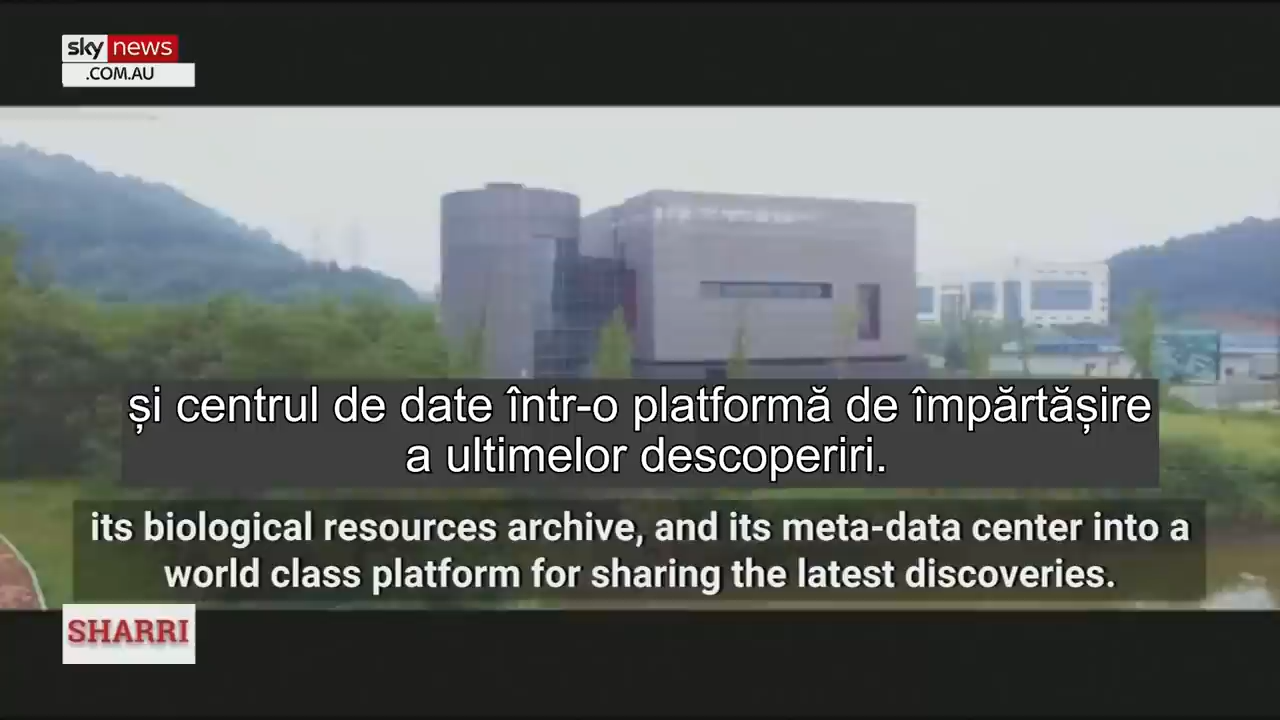 sky news
.COM.AU
și centrul de date într-o platformă de împărtășire
a ultimelor descoperiri.
its biological resources archive, and its meta-data center into a
world class platform for sharing the latest discoveries.
SHARRI